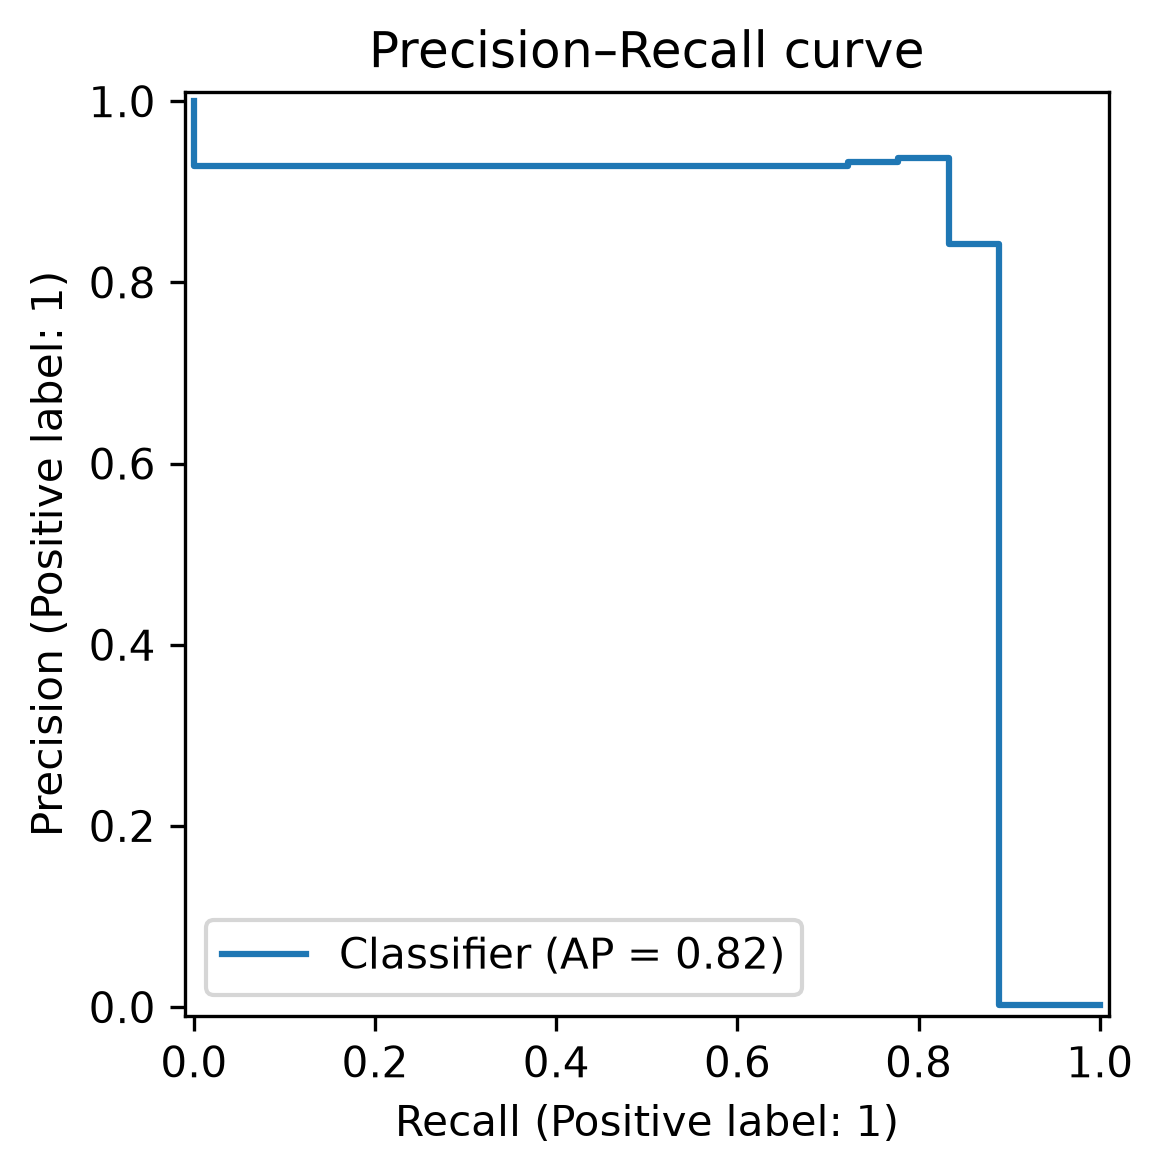 Precision–Recall curve
1.0
0.8
0.6
0.4
0.2
0.0
Precision (Positive label: 1)
Classifier (AP = 0.82)
0.0 0.2 0.4 0.6 0.8 1.0
Recall (Positive label: 1)